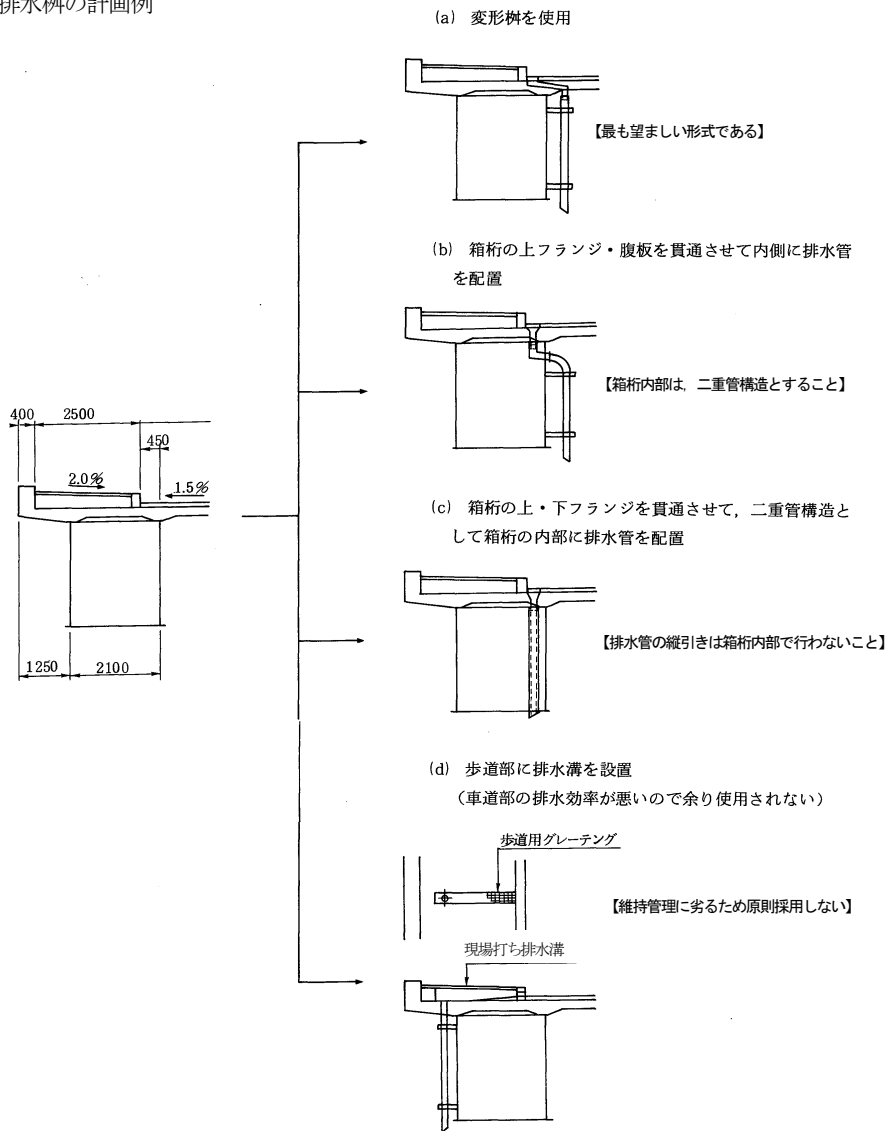 排水桝の計画例
(a) 変形桝を使用
【最も望ましい形式である】
(b) 箱桁の上フランジ・腹板を貫通させて内側に排水管
を配置
【箱桁内部は，二重管構造とすること】
400
2500
450
2.0%
1.5%
1250
2100
(c) 箱桁の上・下フランジを貫通させて，二重管構造と
して箱桁の内部に排水管を配置
【排水管の縦引きは箱桁内部で行わないこと】
(d) 歩道部に排水溝を設置
（車道部の排水効率が悪いので余り使用されない）
歩道用グレーテング
【維持管理に劣るため原則採用しない】
現場打ち排水溝